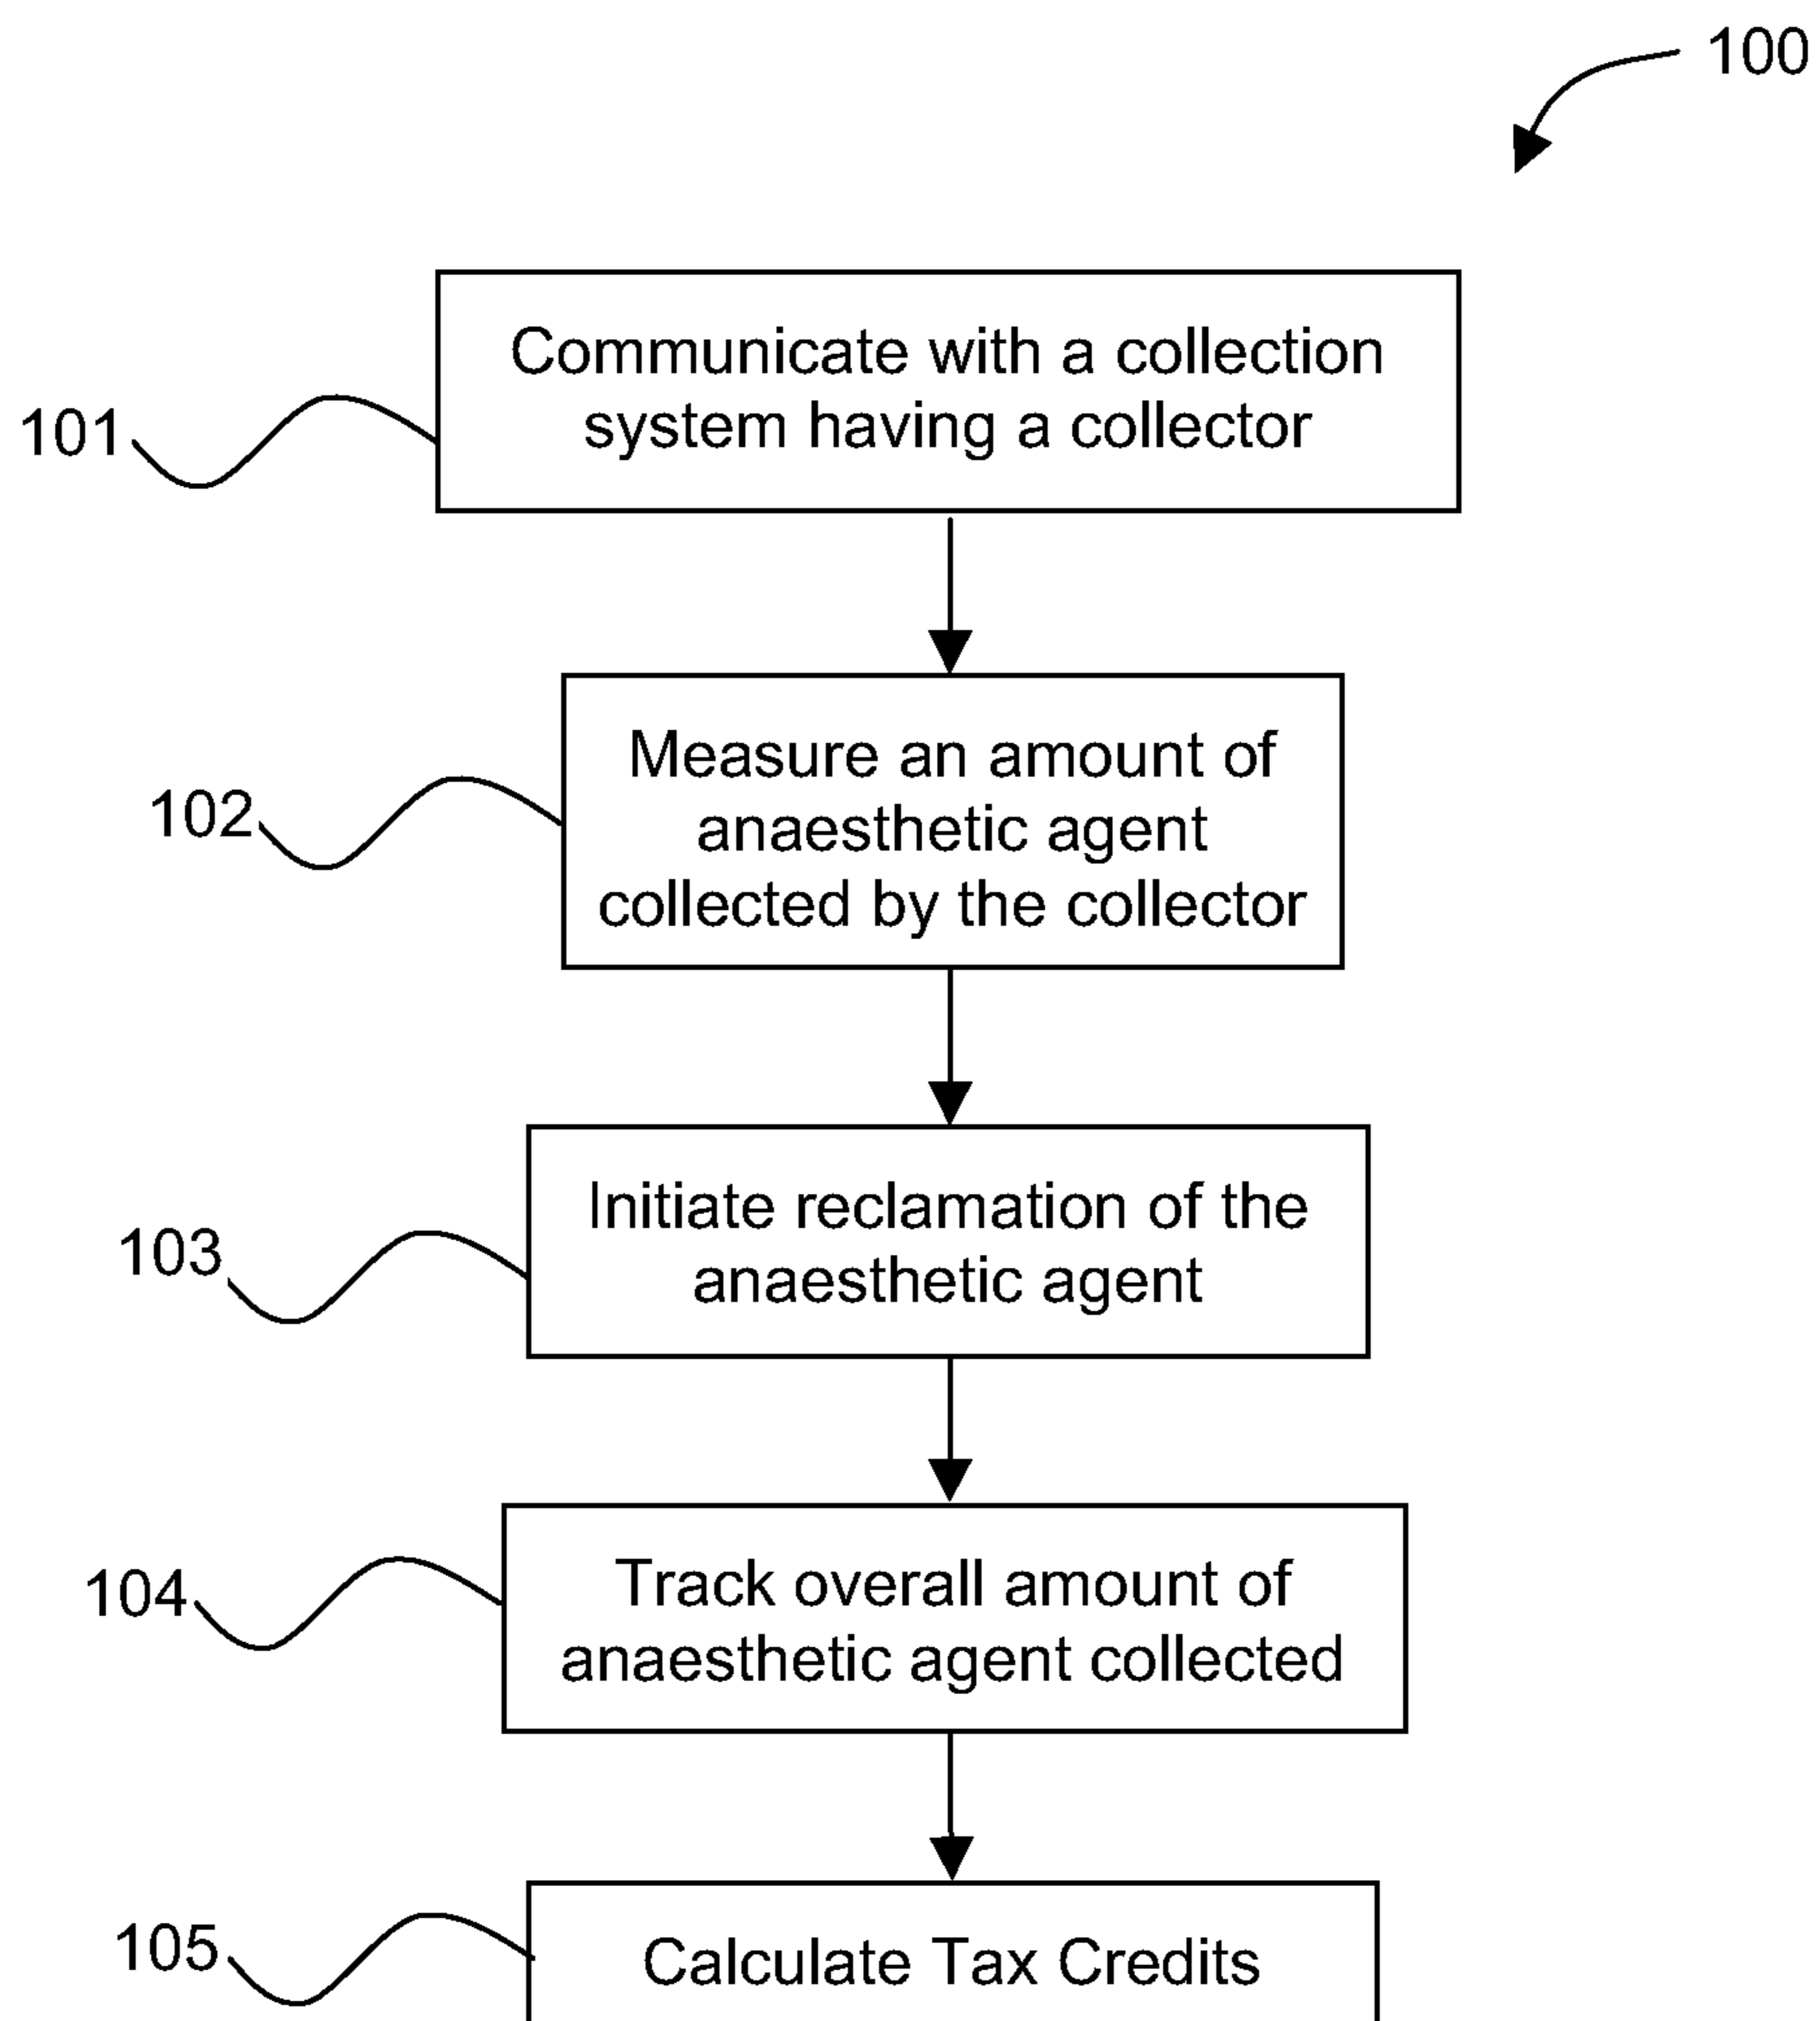 100
Communicate with a collection
system having a collector
101
Measure an amount of
anaesthetic agent
collected by the collector
102
Initiate reclamation of the
anaesthetic agent
103
Track overall amount of
anaesthetic agent collected
104
Calculate Tax Credits
105